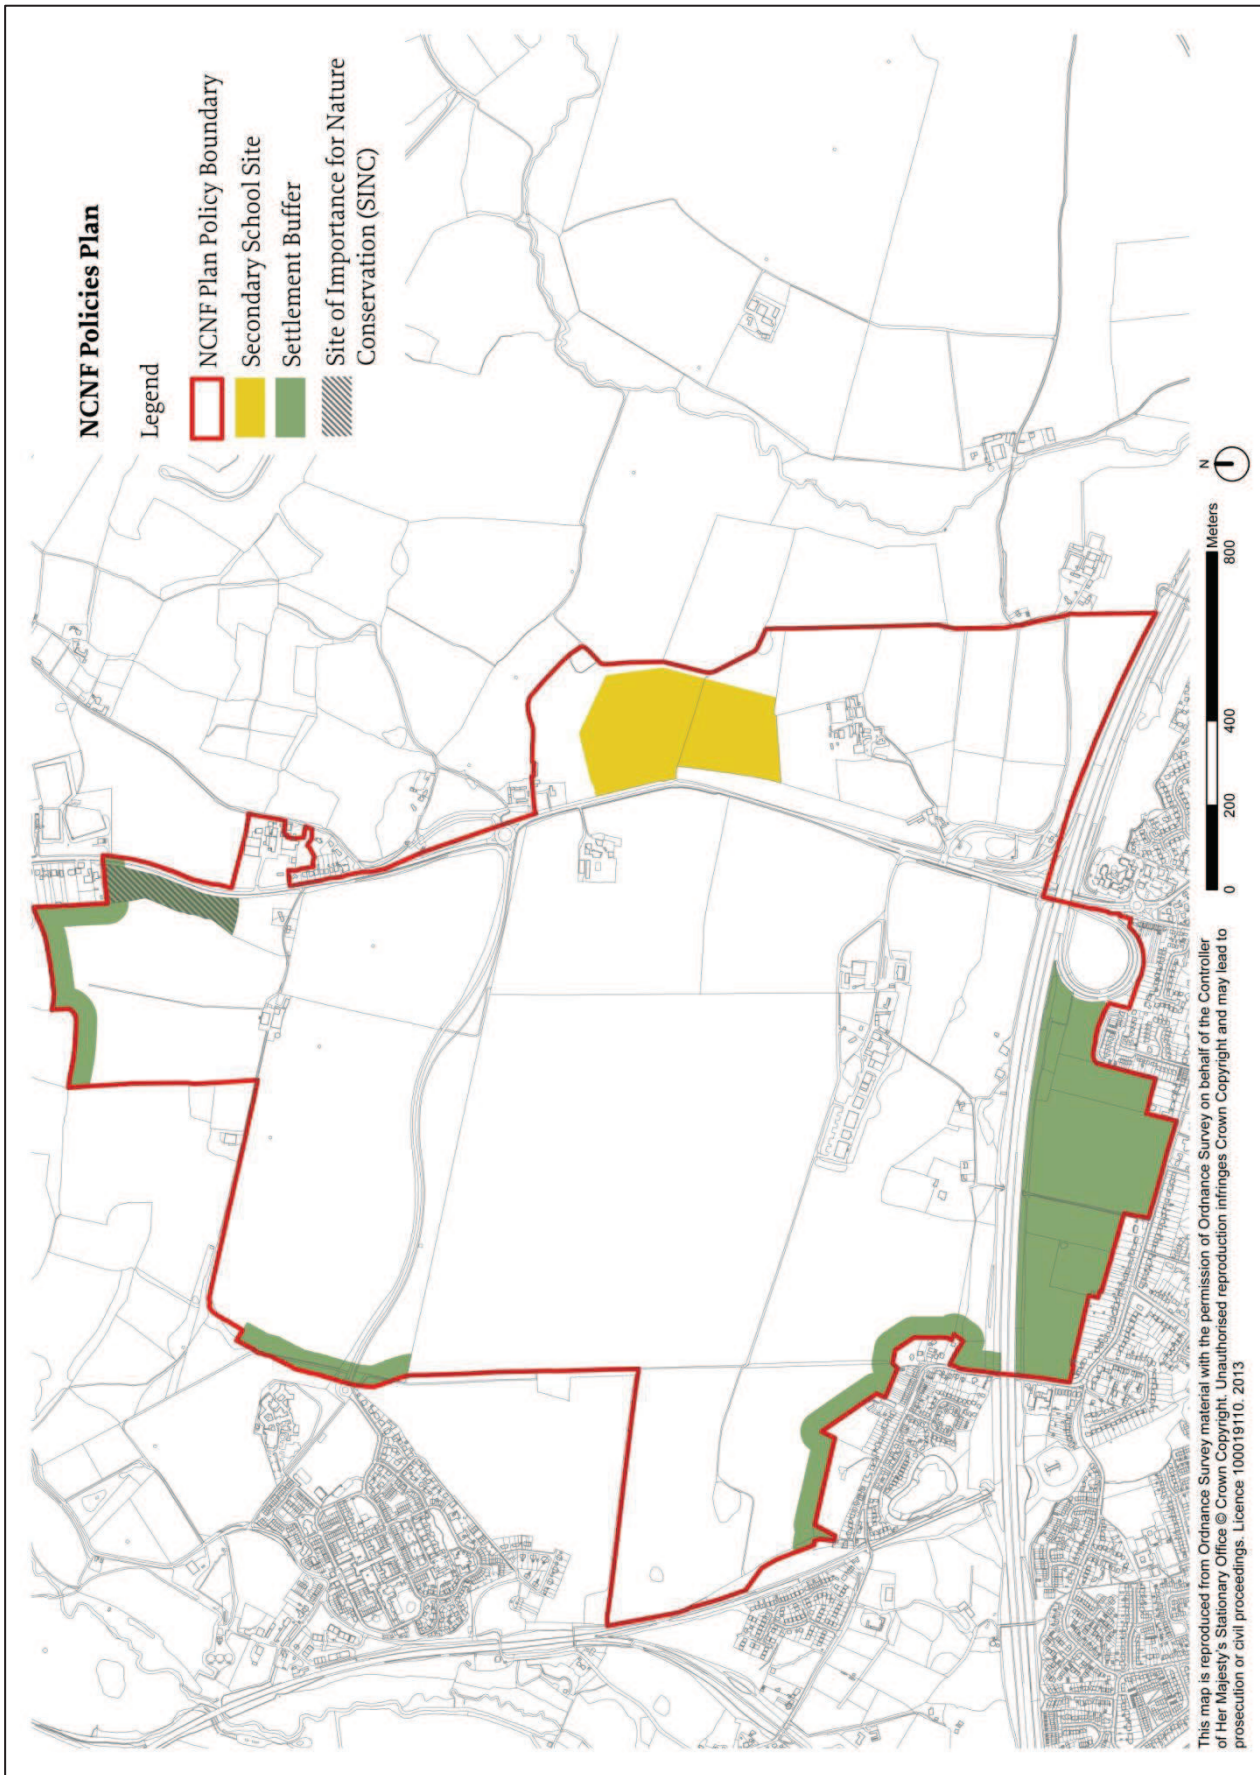 NCNF Policies Plan
Legend
NCNF Plan Policy Boundary
Secondary School Site
Settlement Buffer
Site of Importance for Nature
Conservation (SINC)
N
Meters
0 200 400 800
This map is reproduced from Ordnance Survey material with the permission of Ordnance Survey on behalf of the Controller
of Her Majesty's Stationary Office © Crown Copyright. Unauthorised reproduction infringes Crown Copyright and may lead to
prosecution or civil proceedings. Licence 100019110. 2013